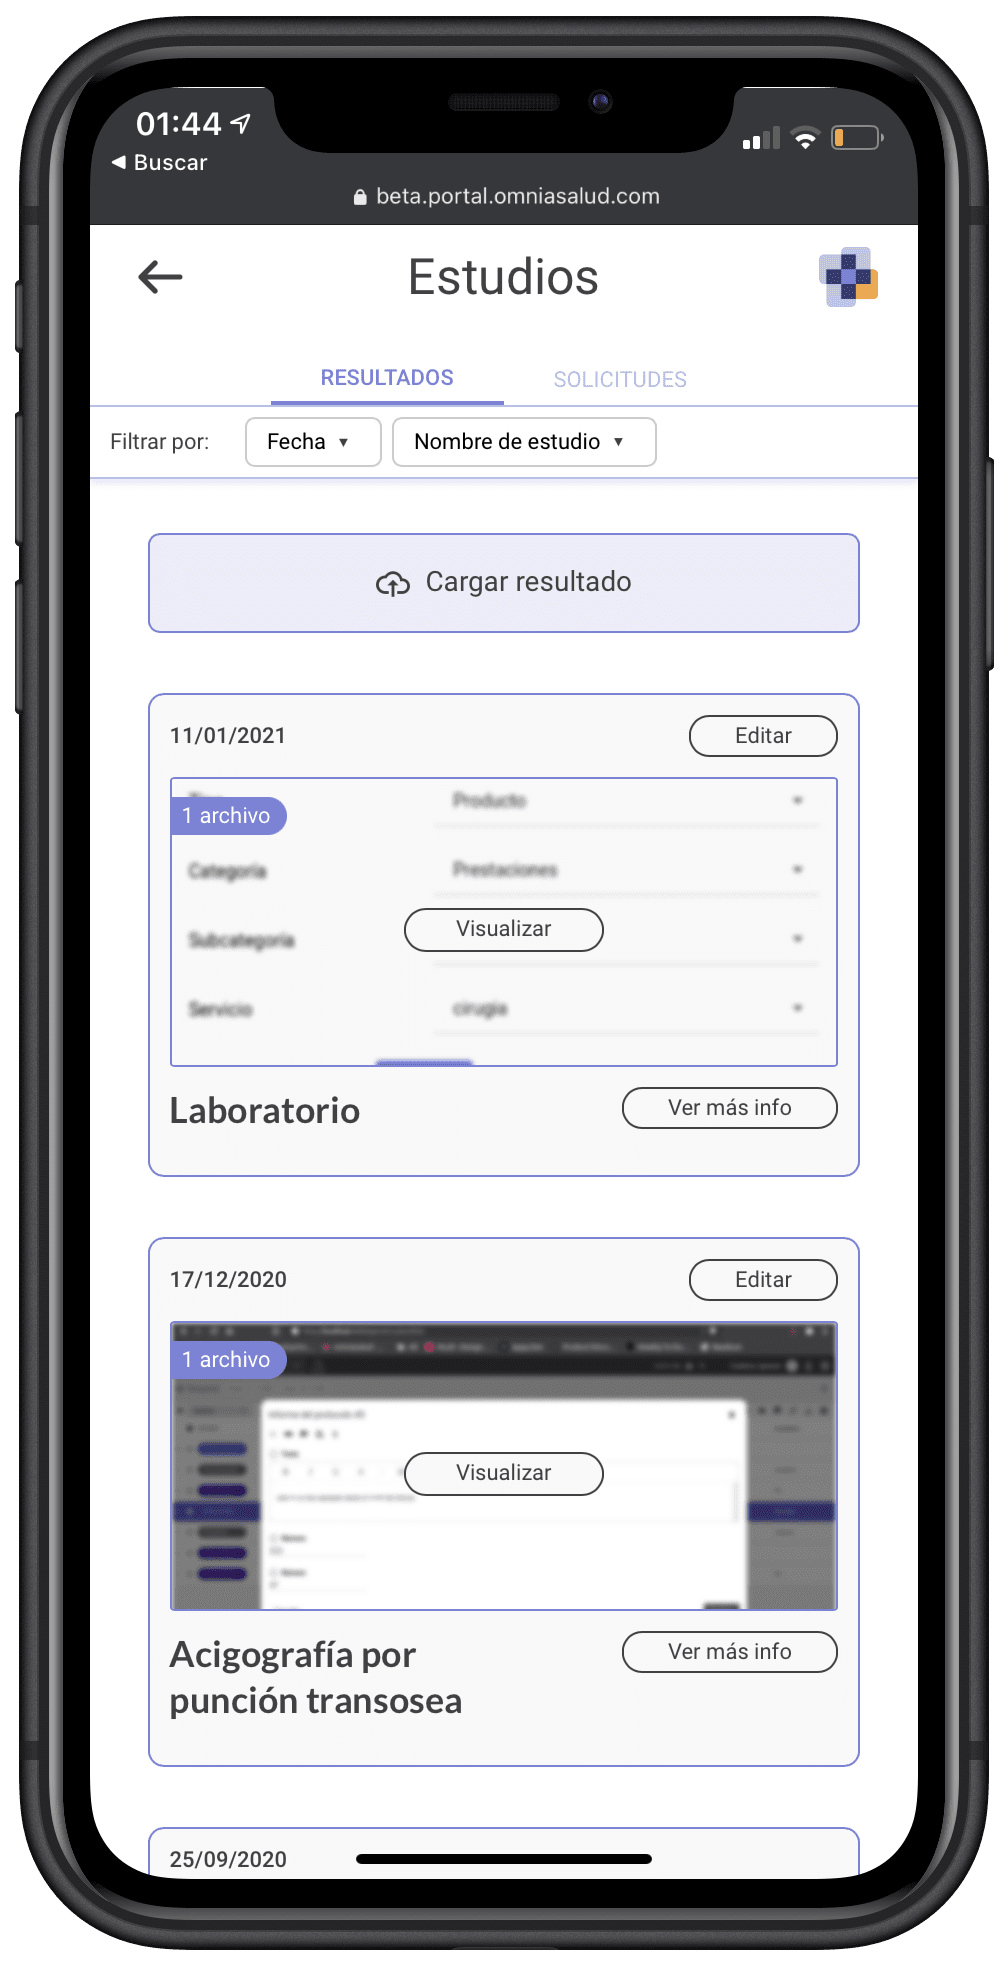 01:44
◀ Buscar
beta.portal.omniasalud.com
Estudios
RESULTADOS SOLICITUDES
Filtrar por: Fecha ▼ Nombre de estudio ▼
Cargar resultado
11/01/2021 Editar
Producto
1 archivo
Categoría Prestaciones
Visualizar
Subcategoría
Servicio cirugía
Laboratorio Ver más info
17/12/2020 Editar
1 archivo
Visualizar
Acigografía por Ver más info
punción transosea
25/09/2020